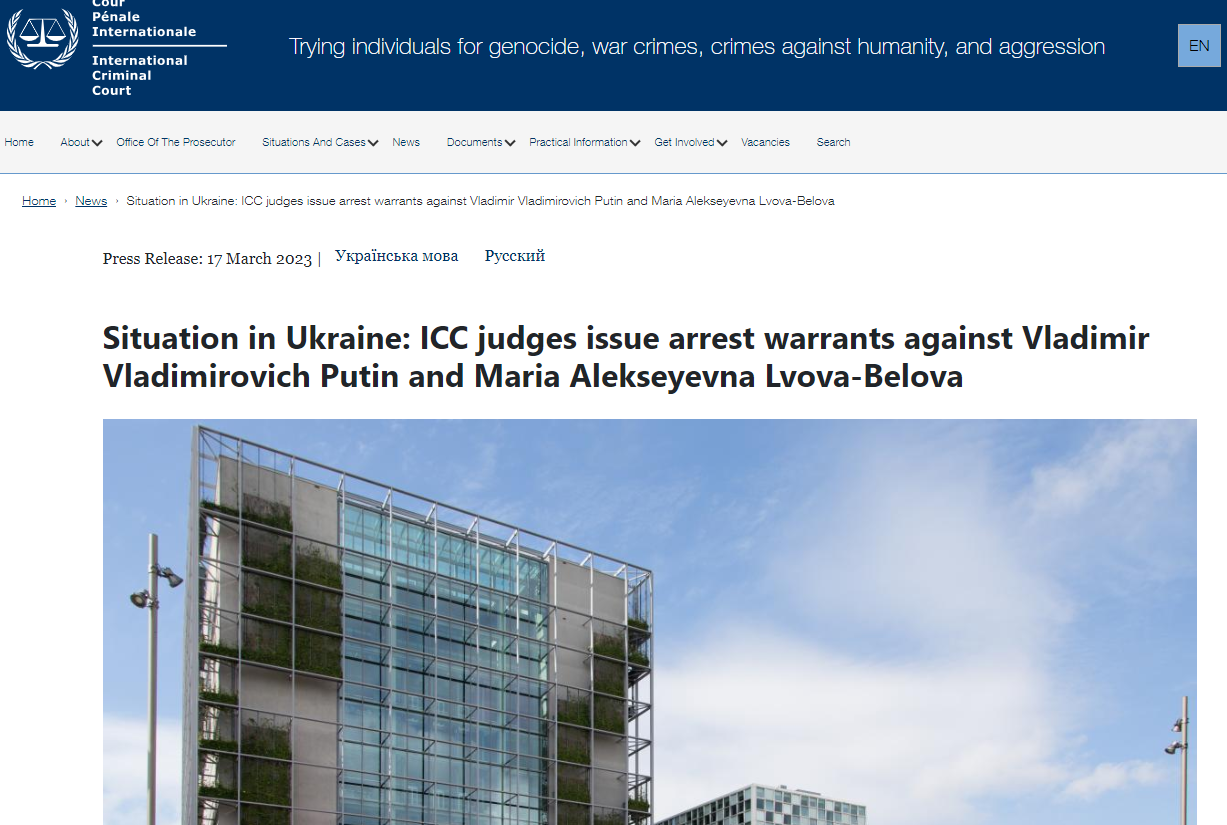 Cour
Pénale
Internationale
International
Criminal
Court
Trying individuals for genocide, war crimes, crimes against humanity, and aggression
EN
Home About Office Of The Prosecutor Situations And Cases News Documents Practical Information Get Involved Vacancies Search
Home › News › Situation in Ukraine: ICC judges issue arrest warrants against Vladimir Vladimirovich Putin and Maria Alekseyevna Lvova-Belova
Press Release: 17 March 2023 | Українська мова Русский
Situation in Ukraine: ICC judges issue arrest warrants against Vladimir
Vladimirovich Putin and Maria Alekseyevna Lvova-Belova